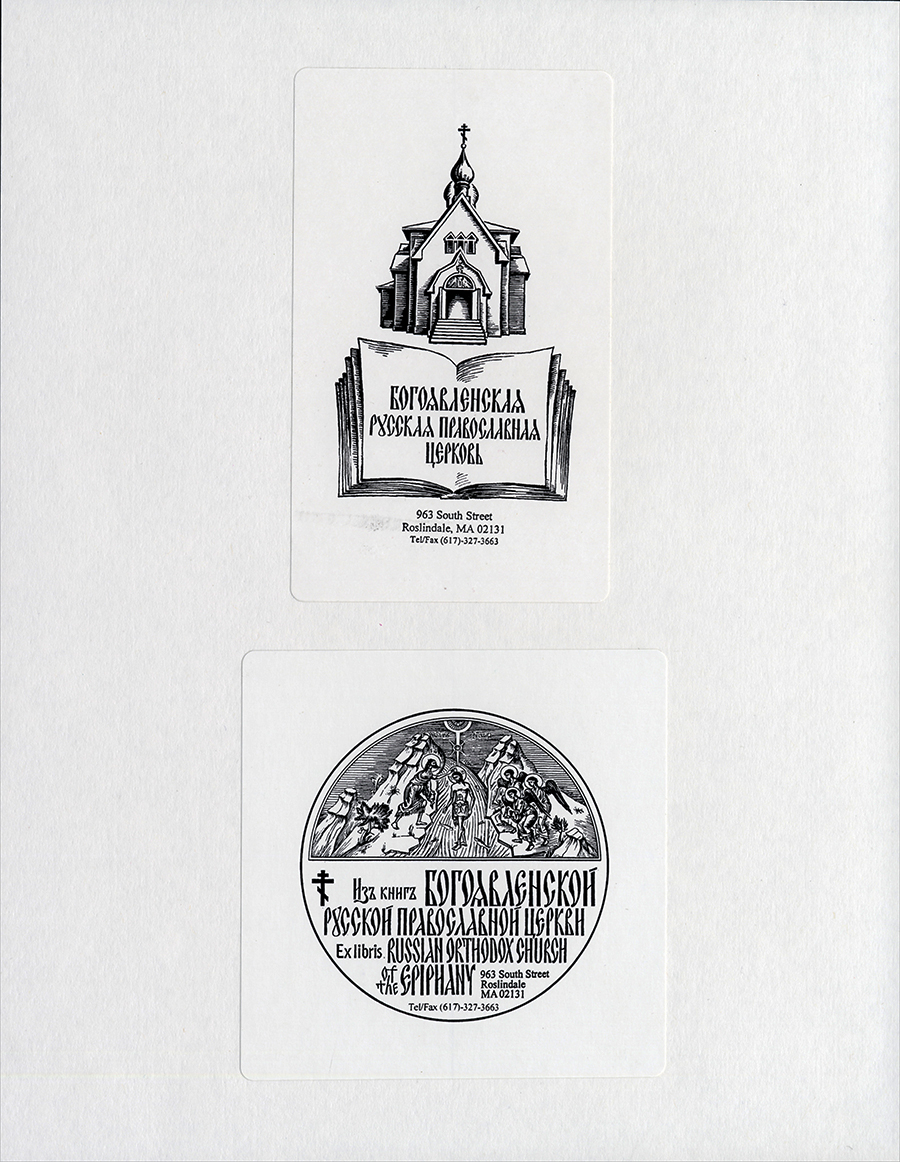 БОГОЯВЛЕНСКАЯ
РУССКАЯ ПРАВОСЛАВНАЯ
ЦЕРКОВЬ
963 South Street
Roslindale, MA 02131
Tel/Fax (617)-327-3663
Изъ книгъ БОГОЯВЛЕНСКОЙ
РУССКОЙ ПРАВОСЛАВНОЙ ЦЕРКВИ
Ex libris RUSSIAN ORTHODOX CHURCH
of the EPIPHANY 963 South Street
Roslindale
MA 02131
Tel/Fax (617)-327-3663